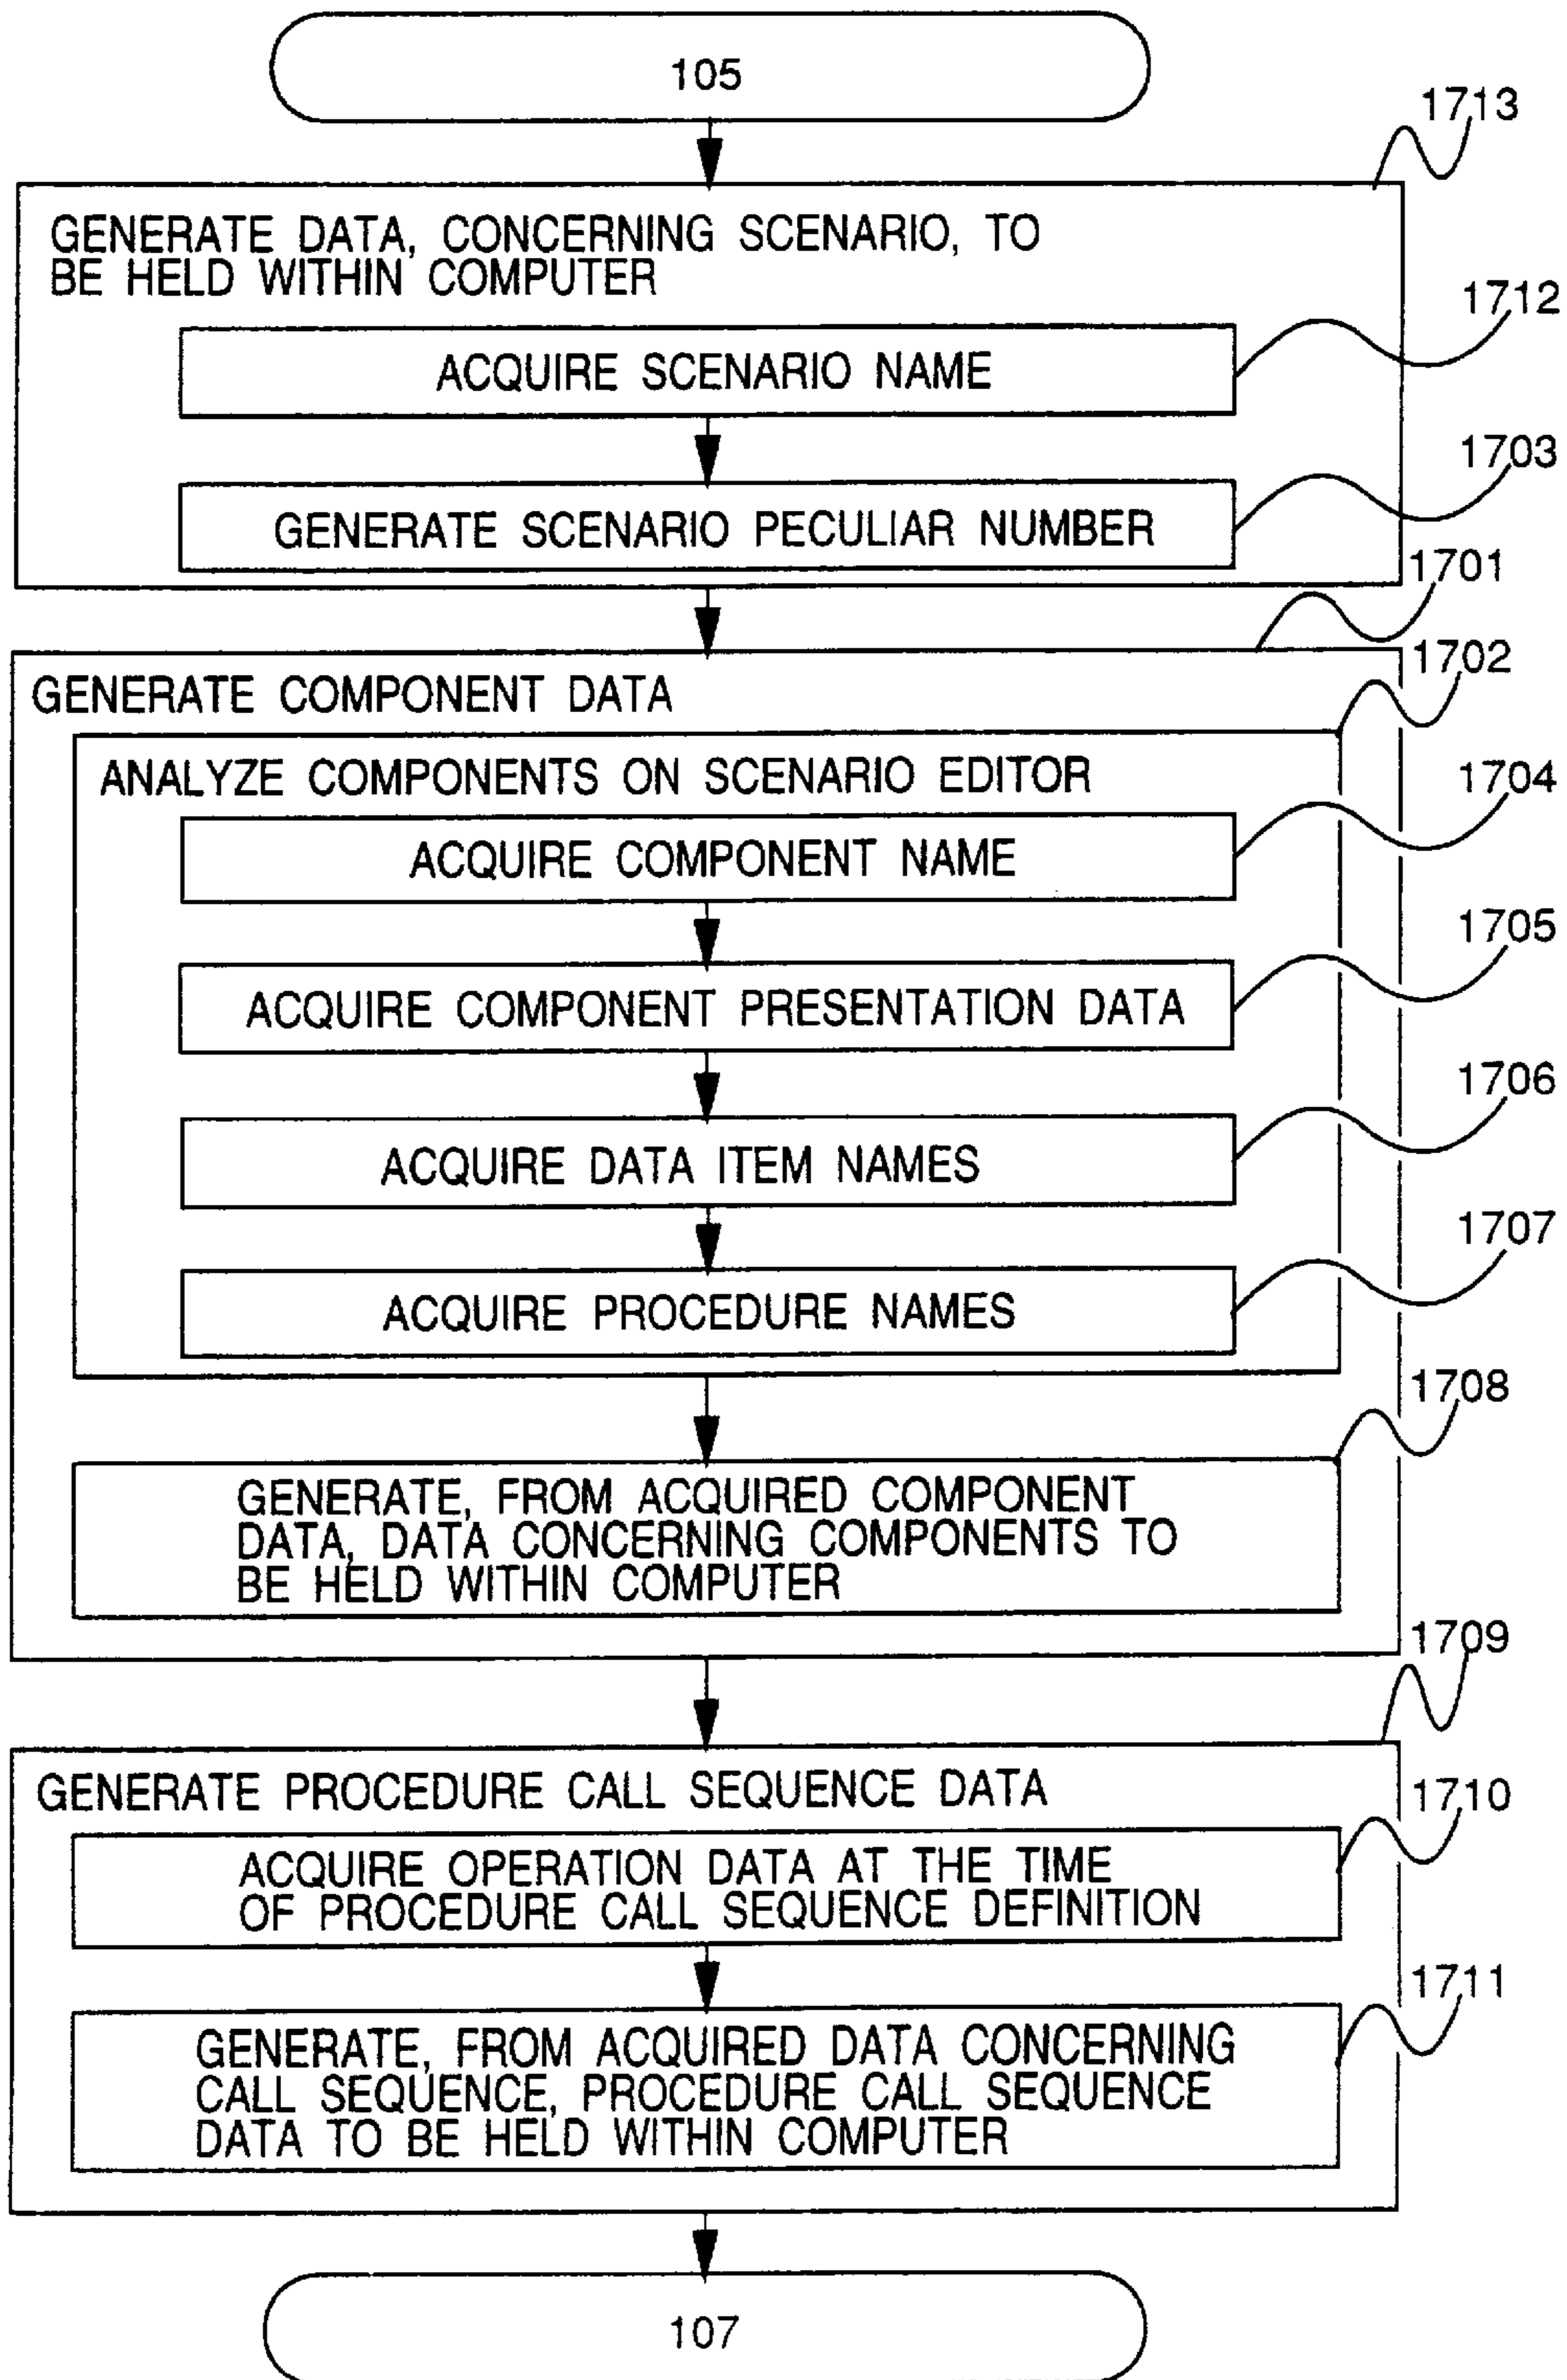 105
1713
GENERATE DATA, CONCERNING SCENARIO, TO
BE HELD WITHIN COMPUTER
1712
ACQUIRE SCENARIO NAME
1703
GENERATE SCENARIO PECULIAR NUMBER
1701
1702
GENERATE COMPONENT DATA
ANALYZE COMPONENTS ON SCENARIO EDITOR
1704
ACQUIRE COMPONENT NAME
1705
ACQUIRE COMPONENT PRESENTATION DATA
1706
ACQUIRE DATA ITEM NAMES
1707
ACQUIRE PROCEDURE NAMES
1708
GENERATE, FROM ACQUIRED COMPONENT
DATA, DATA CONCERNING COMPONENTS TO
BE HELD WITHIN COMPUTER
1709
GENERATE PROCEDURE CALL SEQUENCE DATA
1710
ACQUIRE OPERATION DATA AT THE TIME
OF PROCEDURE CALL SEQUENCE DEFINITION
1711
GENERATE, FROM ACQUIRED DATA CONCERNING
CALL SEQUENCE, PROCEDURE CALL SEQUENCE
DATA TO BE HELD WITHIN COMPUTER
107